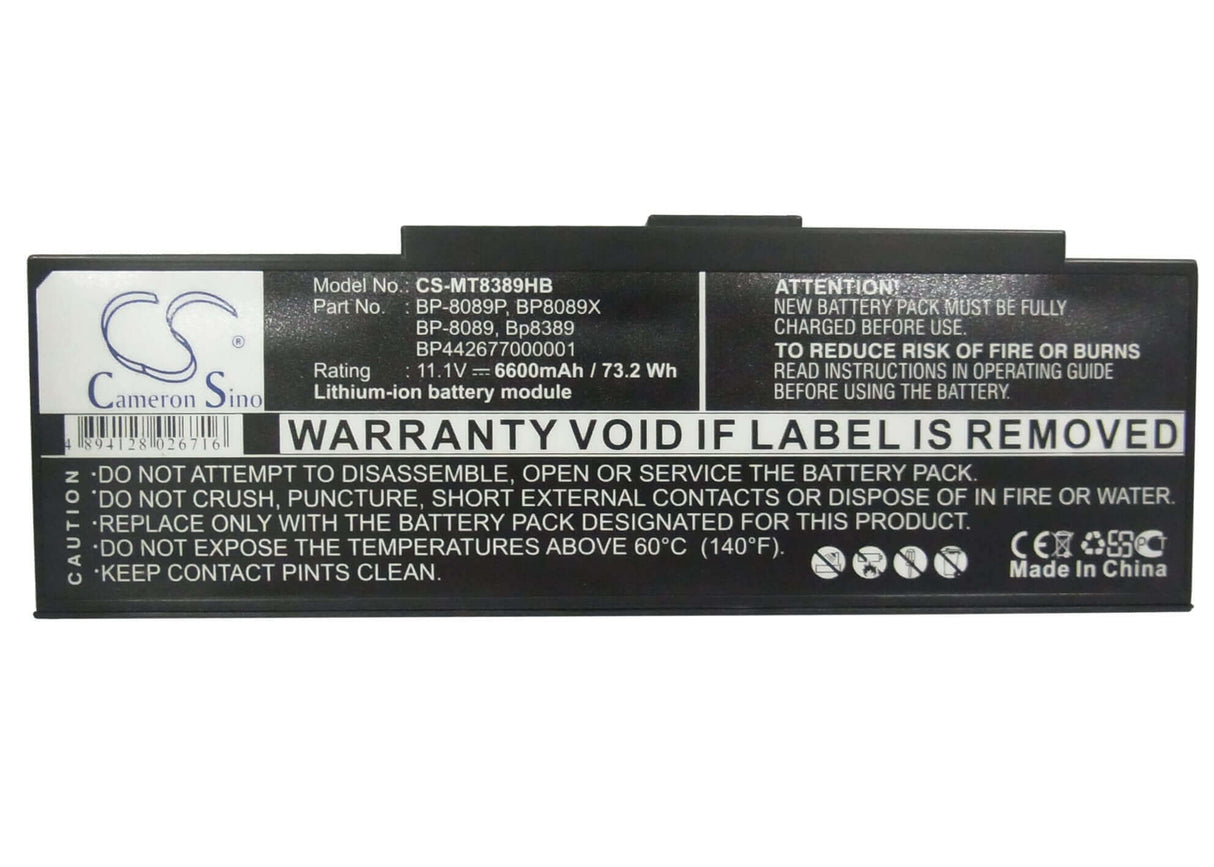 CS ®
Cameron Sino
Model No.: CS-MT8389HB
Part No. : BP-8089P, BP8089X
BP-8089, Bp8389
BP442677000001
Rating : 11.1V ⎓ 6600mAh / 73.2 Wh
Lithium-ion battery module
ATTENTION!
NEW BATTERY PACK MUST BE FULLY
CHARGED BEFORE USE.
TO REDUCE RISK OF FIRE OR BURNS
READ INSTRUCTIONS IN OPERATING GUIDE
BEFORE USING THE BATTERY.
4 894128 026716
WARRANTY VOID IF LABEL IS REMOVED
CAUTION
·DO NOT ATTEMPT TO DISASSEMBLE, OPEN OR SERVICE THE BATTERY PACK.
·DO NOT CRUSH, PUNCTURE, SHORT EXTERNAL CONTACTS OR DISPOSE OF IN FIRE OR WATER.
·REPLACE ONLY WITH THE BATTERY PACK DESIGNATED FOR THIS PRODUCT.
·DO NOT EXPOSE THE TEMPERATURES ABOVE 60°C (140°F).
·KEEP CONTACT PINTS CLEAN.
CE
Made In China